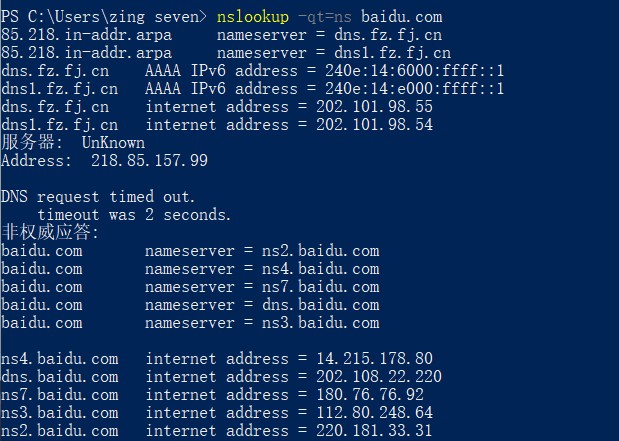 PS C:\Users\zing seven> nslookup -qt=ns baidu.com
85.218.in-addr.arpa     nameserver = dns.fz.fj.cn
85.218.in-addr.arpa     nameserver = dns1.fz.fj.cn
dns.fz.fj.cn    AAAA IPv6 address = 240e:14:6000:ffff::1
dns1.fz.fj.cn   AAAA IPv6 address = 240e:14:e000:ffff::1
dns.fz.fj.cn    internet address = 202.101.98.55
dns1.fz.fj.cn   internet address = 202.101.98.54
服务器:  UnKnown
Address:  218.85.157.99
DNS request timed out.
    timeout was 2 seconds.
非权威应答:
baidu.com       nameserver = ns2.baidu.com
baidu.com       nameserver = ns4.baidu.com
baidu.com       nameserver = ns7.baidu.com
baidu.com       nameserver = dns.baidu.com
baidu.com       nameserver = ns3.baidu.com
ns4.baidu.com   internet address = 14.215.178.80
dns.baidu.com   internet address = 202.108.22.220
ns7.baidu.com   internet address = 180.76.76.92
ns3.baidu.com   internet address = 112.80.248.64
ns2.baidu.com   internet address = 220.181.33.31